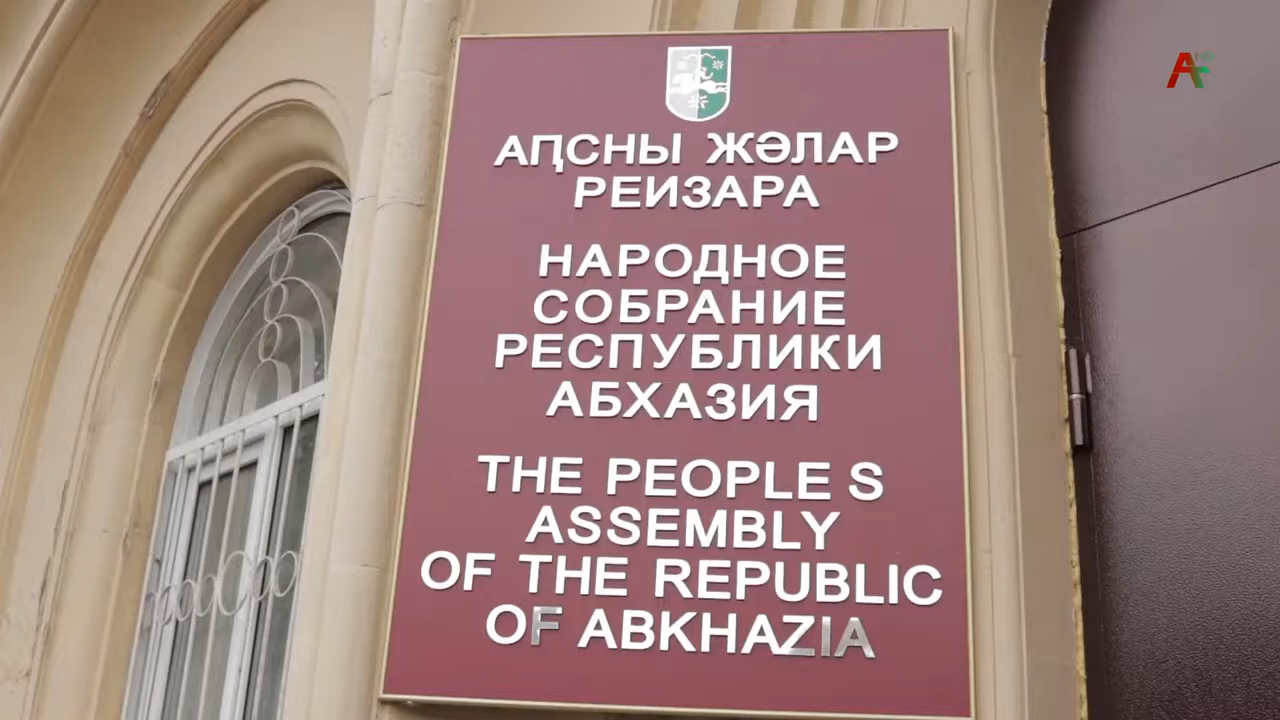 АԤСНЫ ЖӘЛАР
РЕИЗАРА
НАРОДНОЕ
СОБРАНИЕ
РЕСПУБЛИКИ
АБХАЗИЯ
THE PEOPLE S
ASSEMBLY
OF THE REPUBLIC
OF ABKHAZIA